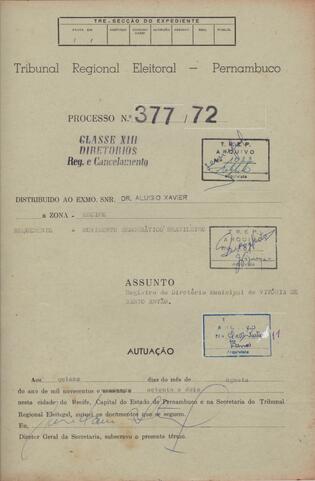 TRE-SECÇÃO DO EXPEDIENTE
Tribunal Regional Eleitoral — Pernambuco
PROCESSO N.º 377/72
CLASSE XIII
DIRETÓRIOS
Reg. e Cancelamento
T. R. E. P.
ARQUIVO
DISTRIBUIDO AO EXMO. SNR. DR. ALUISIO XAVIER
a ZONA - RECIFE
REQUERENTE - MOVIMENTO DEMOCRÁTICO BRASILEIRO
T. R. E. P.
ARQUIVO
ASSUNTO
Registro do Diretório Municipal de VITÓRIA DE
SANTO ANTÃO.
AUTUAÇÃO
Aos quinze dias do mês de agosto
do ano de mil novecentos e setenta e dois
nesta cidade do Recife, Capital do Estado de Pernambuco e na Secretaria do Tribunal
Regional Eleitoral, autuei os documentos que se seguem.
Eu,
Diretor Geral da Secretaria, subscrevo o presente têrmo.